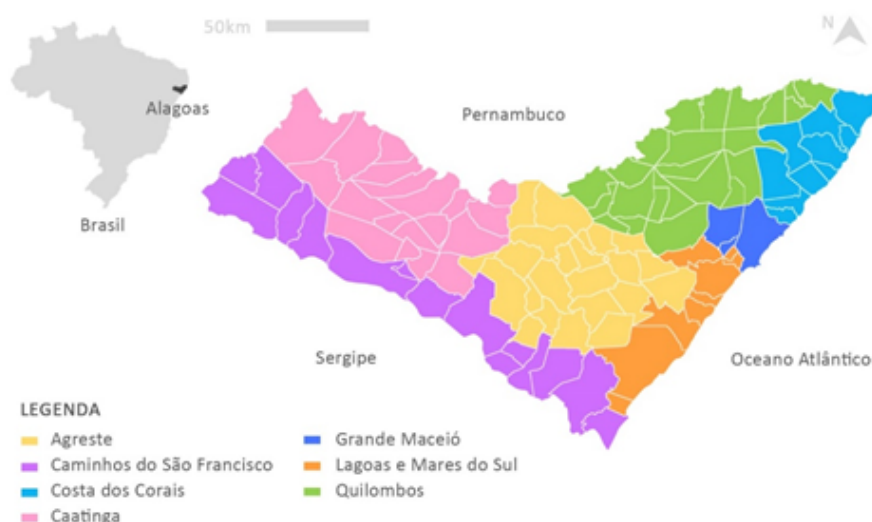 50km
N
Alagoas
Pernambuco
Brasil
Sergipe
Oceano Atlântico
LEGENDA
Agreste
Caminhos do São Francisco
Costa dos Corais
Caatinga
Grande Maceió
Lagoas e Mares do Sul
Quilombos